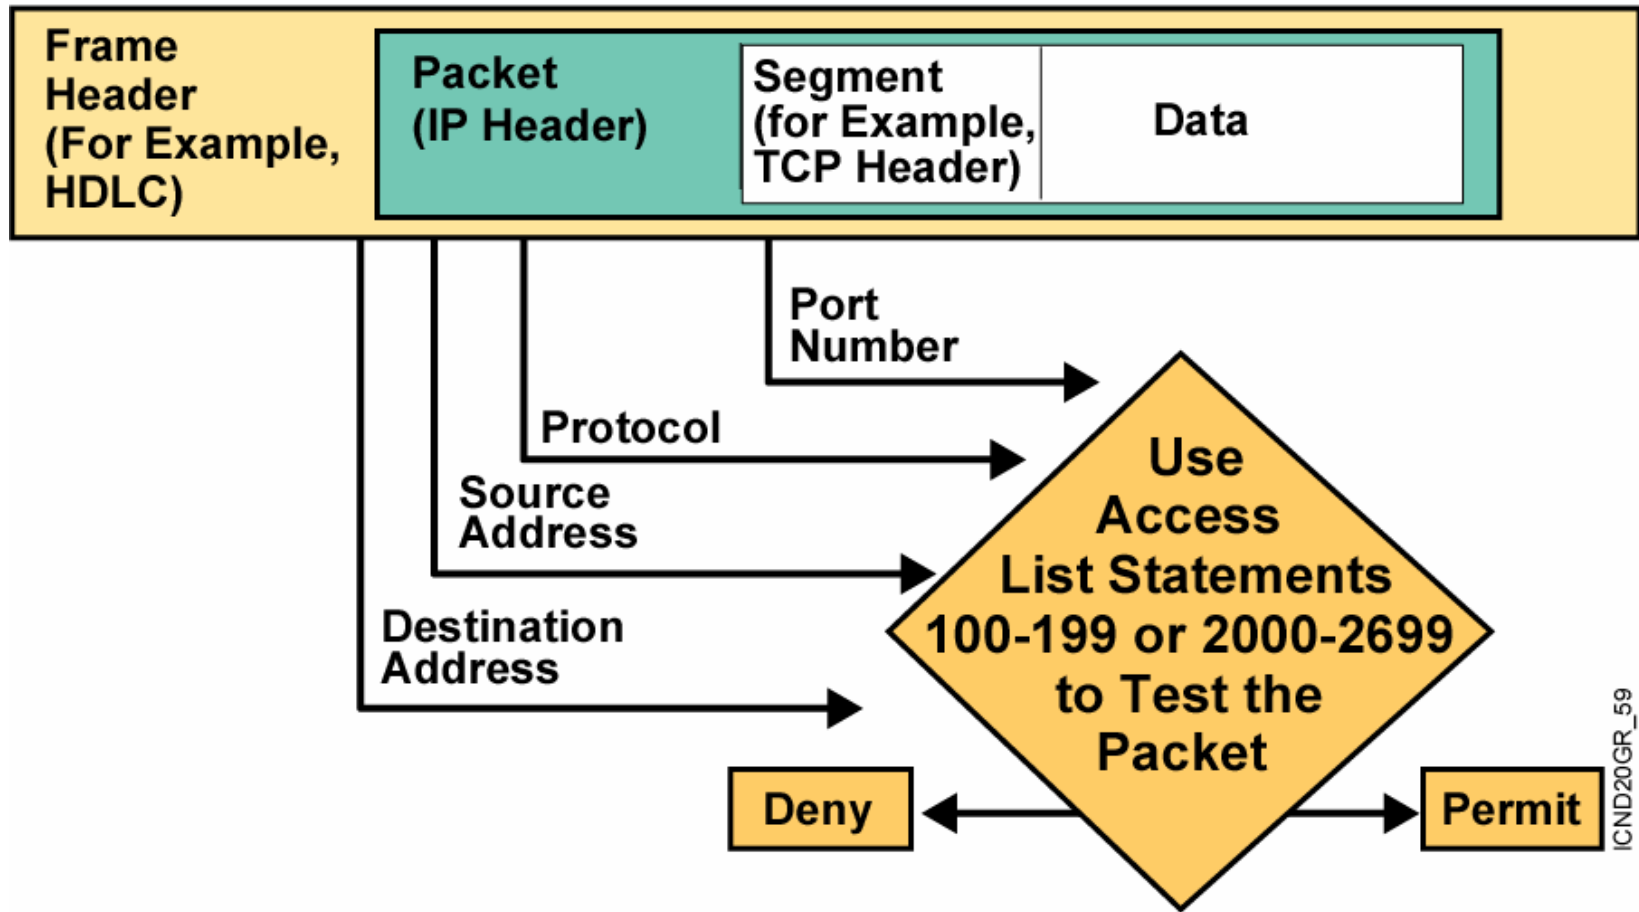 Frame
Header
(For Example,
HDLC)
Packet
(IP Header)
Segment
(for Example,
TCP Header)
Data
Port
Number
Protocol
Source
Address
Destination
Address
Use
Access
List Statements
100-199 or 2000-2699
to Test the
Packet
Deny
Permit
ICND20GR_59